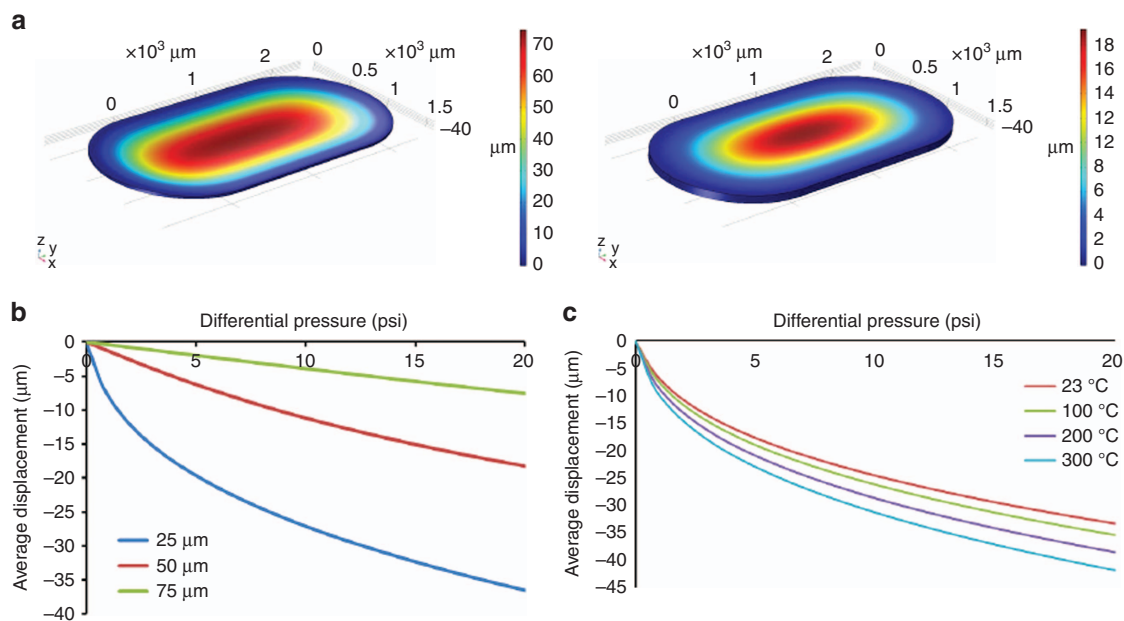 a
×10³ μm
0
1
2
0
0.5
1
1.5
×10³ μm
–40
μm
70
60
50
40
30
20
10
0
z
y
x
×10³ μm
0
1
2
0
0.5
1
1.5
×10³ μm
–40
μm
18
16
14
12
10
8
6
4
2
0
z
y
x
b
Differential pressure (psi)
0
5
10
15
20
Average displacement (μm)
0
–5
–10
–15
–20
–25
–30
–35
–40
25 μm
50 μm
75 μm
c
Differential pressure (psi)
0
5
10
15
20
Average displacement (μm)
0
–5
–10
–15
–20
–25
–30
–35
–40
–45
23 °C
100 °C
200 °C
300 °C